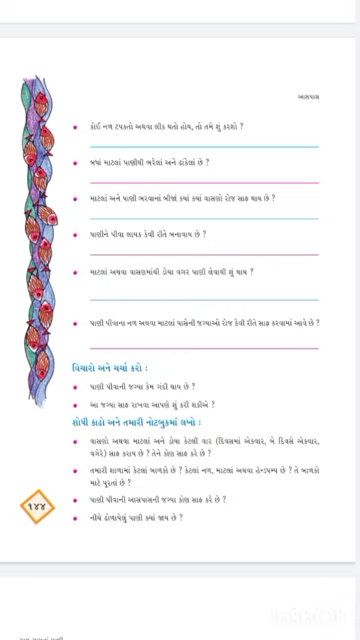 આસપાસ
કોઈ નળ ટપકતો અથવા લીક થતો હોય, તો તમે શું કરશો ?
બધાં માટલાં પાણીથી ભરેલાં અને ઢાંકેલાં છે ?
માટલાં અને પાણી ભરવાનાં બીજાં કયાં કયાં વાસણો રોજ સાફ થાય છે ?
પાણીને પીવા લાયક કેવી રીતે બનાવાય છે ?
માટલાં અથવા વાસણમાંથી ડોયા વગર પાણી લેવાથી શું થાય ?
પાણી પીવાના નળ અથવા માટલાં પાસેની જગ્યાઓ રોજ કેવી રીતે સાફ કરવામાં આવે છે ?
વિચારો અને ચર્ચા કરો :
પાણી પીવાની જગ્યા કેમ ગંદી થાય છે ?
આ જગ્યા સાફ રાખવા આપણે શું કરી શકીએ ?
શોધી કાઢો અને તમારી નોટબુકમાં લખો :
વાસણો અથવા માટલાં અને ડોયા કેટલી વાર (દિવસમાં એકવાર, બે દિવસે એકવાર,
વગેરે) સાફ કરાય છે ? તેને કોણ સાફ કરે છે ?
તમારી શાળામાં કેટલાં બાળકો છે ? કેટલાં નળ, માટલાં અથવા હેન્ડપમ્પ છે ? તે બાળકો
માટે પૂરતાં છે ?
પાણી પીવાની આસપાસની જગ્યા કોણ સાફ કરે છે ?
નીચે ઢોળાયેલું પાણી ક્યાં જાય છે ?
૧૪૪